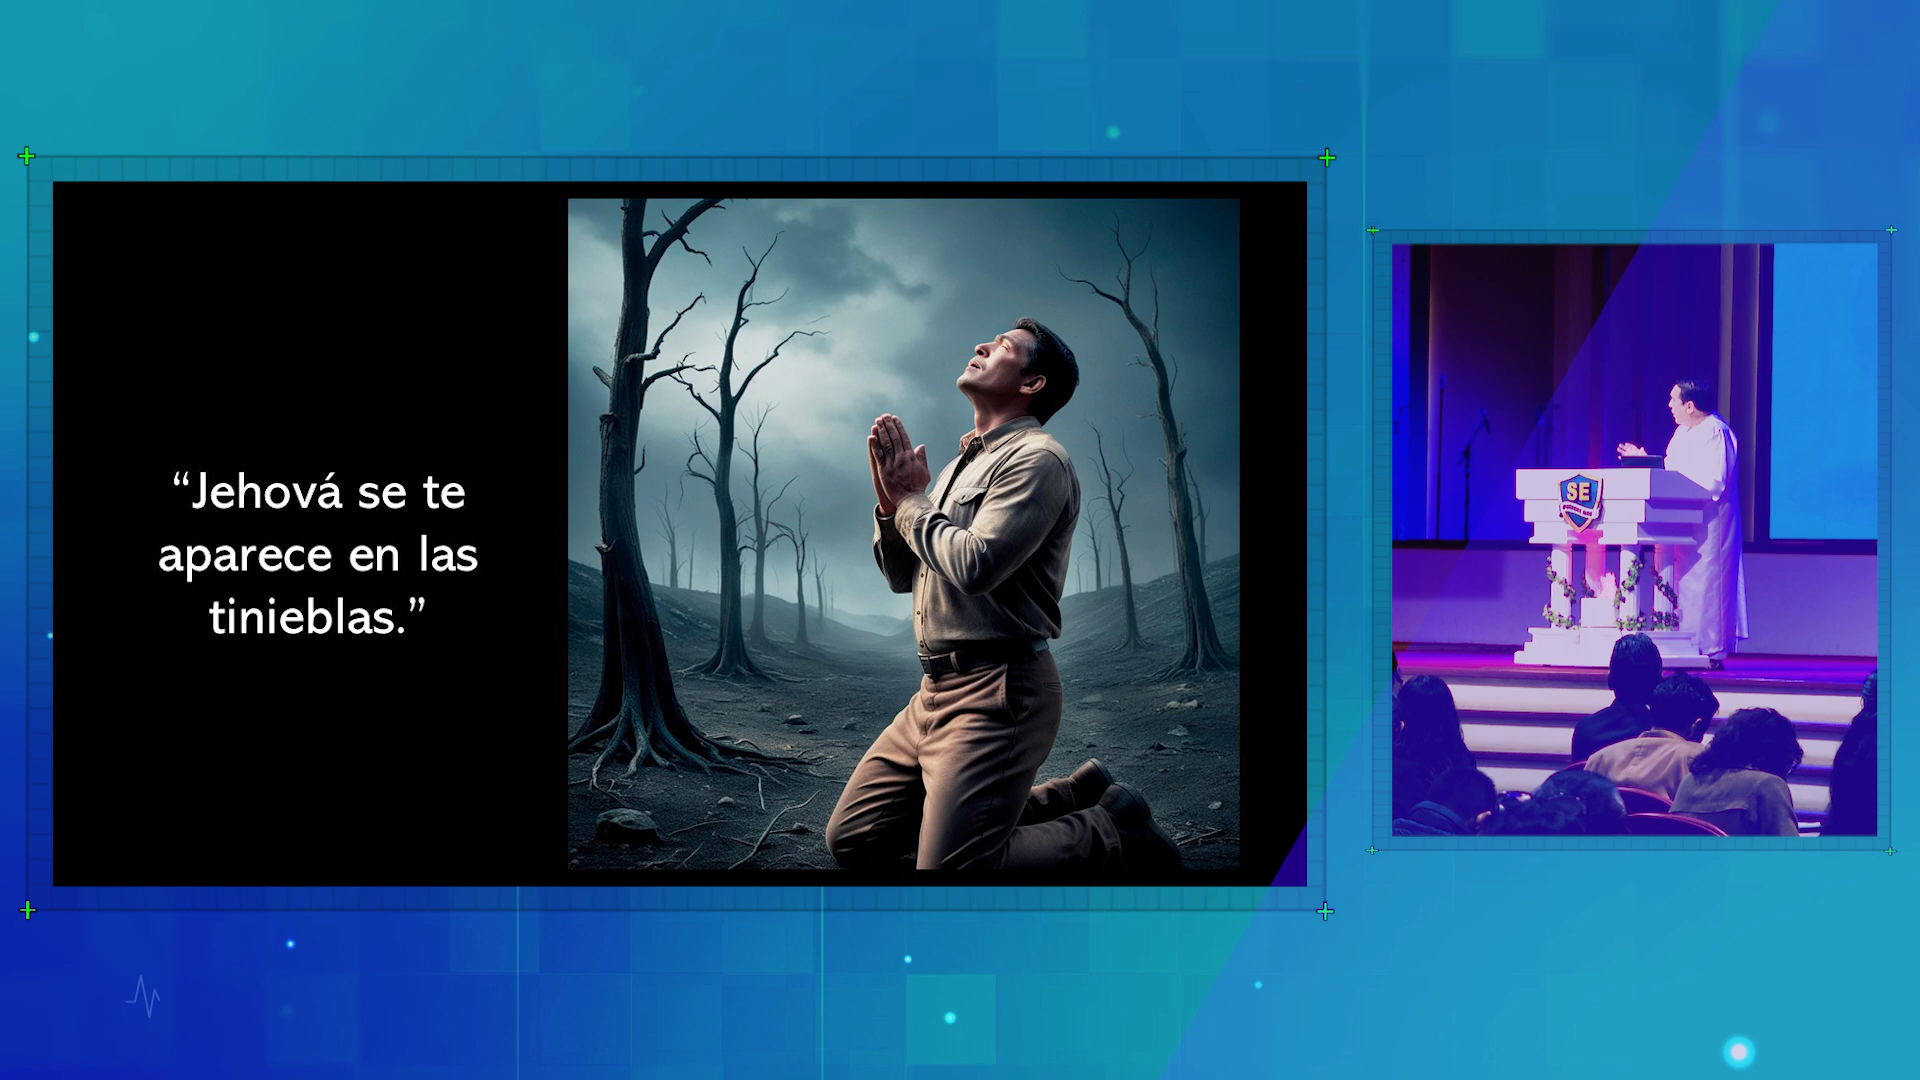 “Jehová se te
aparece en las
tinieblas.”
SE